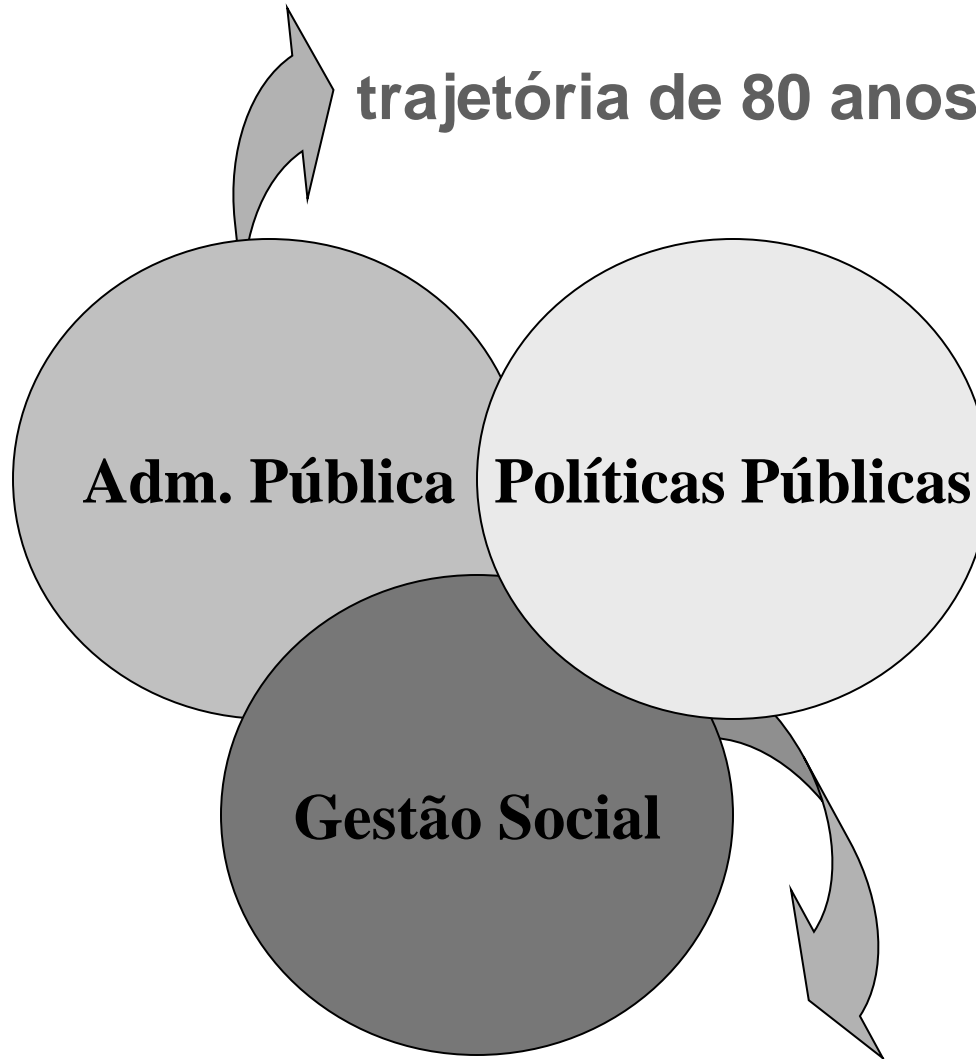 trajetória de 80 anos
Adm. Pública
Políticas Públicas
Gestão Social